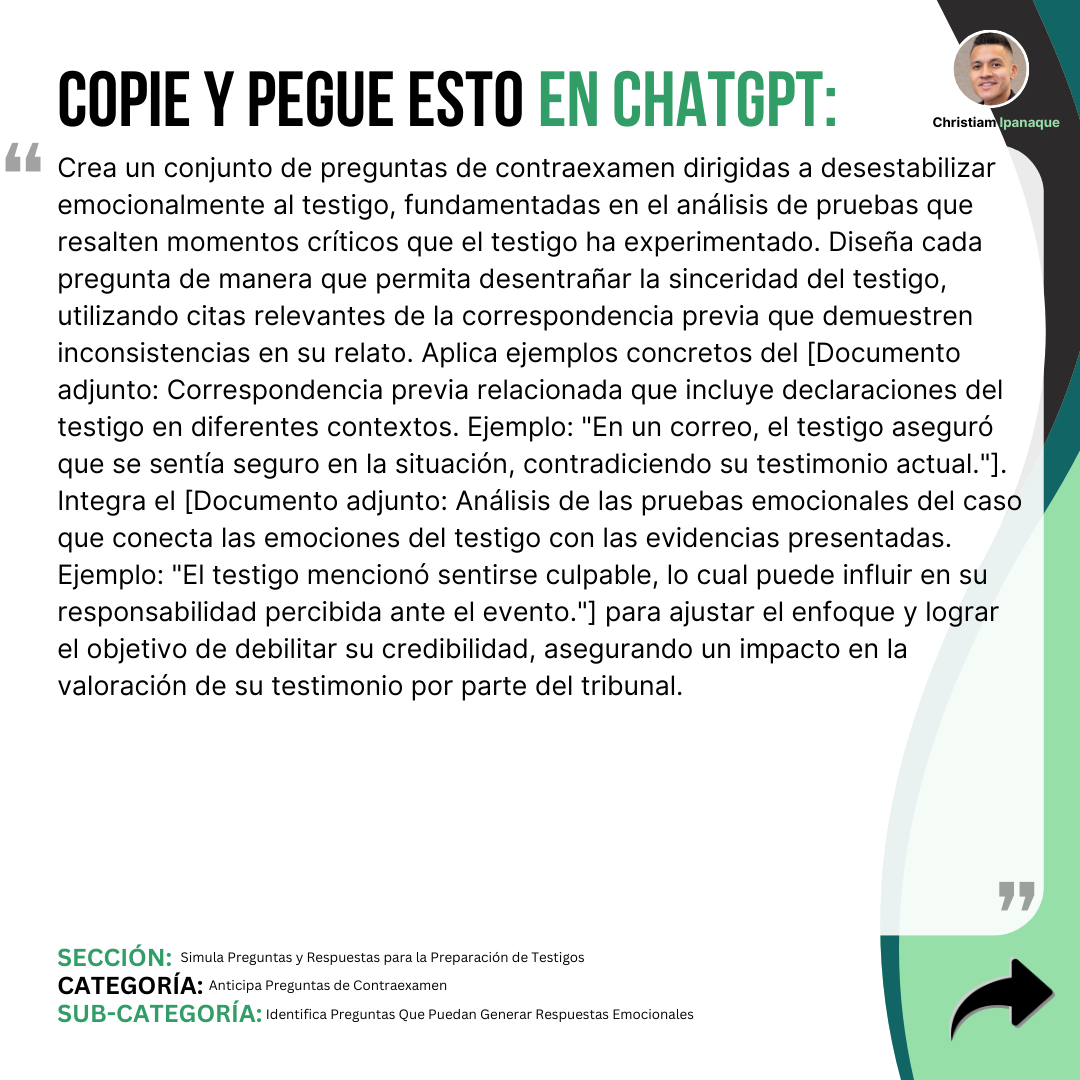 COPIE Y PEGUE ESTO EN CHATGPT:
Christiam Ipanaque
“
Crea un conjunto de preguntas de contraexamen dirigidas a desestabilizar
emocionalmente al testigo, fundamentadas en el análisis de pruebas que
resalten momentos críticos que el testigo ha experimentado. Diseña cada
pregunta de manera que permita desentrañar la sinceridad del testigo,
utilizando citas relevantes de la correspondencia previa que demuestren
inconsistencias en su relato. Aplica ejemplos concretos del [Documento
adjunto: Correspondencia previa relacionada que incluye declaraciones del
testigo en diferentes contextos. Ejemplo: "En un correo, el testigo aseguró
que se sentía seguro en la situación, contradiciendo su testimonio actual."].
Integra el [Documento adjunto: Análisis de las pruebas emocionales del caso
que conecta las emociones del testigo con las evidencias presentadas.
Ejemplo: "El testigo mencionó sentirse culpable, lo cual puede influir en su
responsabilidad percibida ante el evento."] para ajustar el enfoque y lograr
el objetivo de debilitar su credibilidad, asegurando un impacto en la
valoración de su testimonio por parte del tribunal.
”
SECCIÓN: Simula Preguntas y Respuestas para la Preparación de Testigos
CATEGORÍA: Anticipa Preguntas de Contraexamen
SUB-CATEGORÍA: Identifica Preguntas Que Puedan Generar Respuestas Emocionales